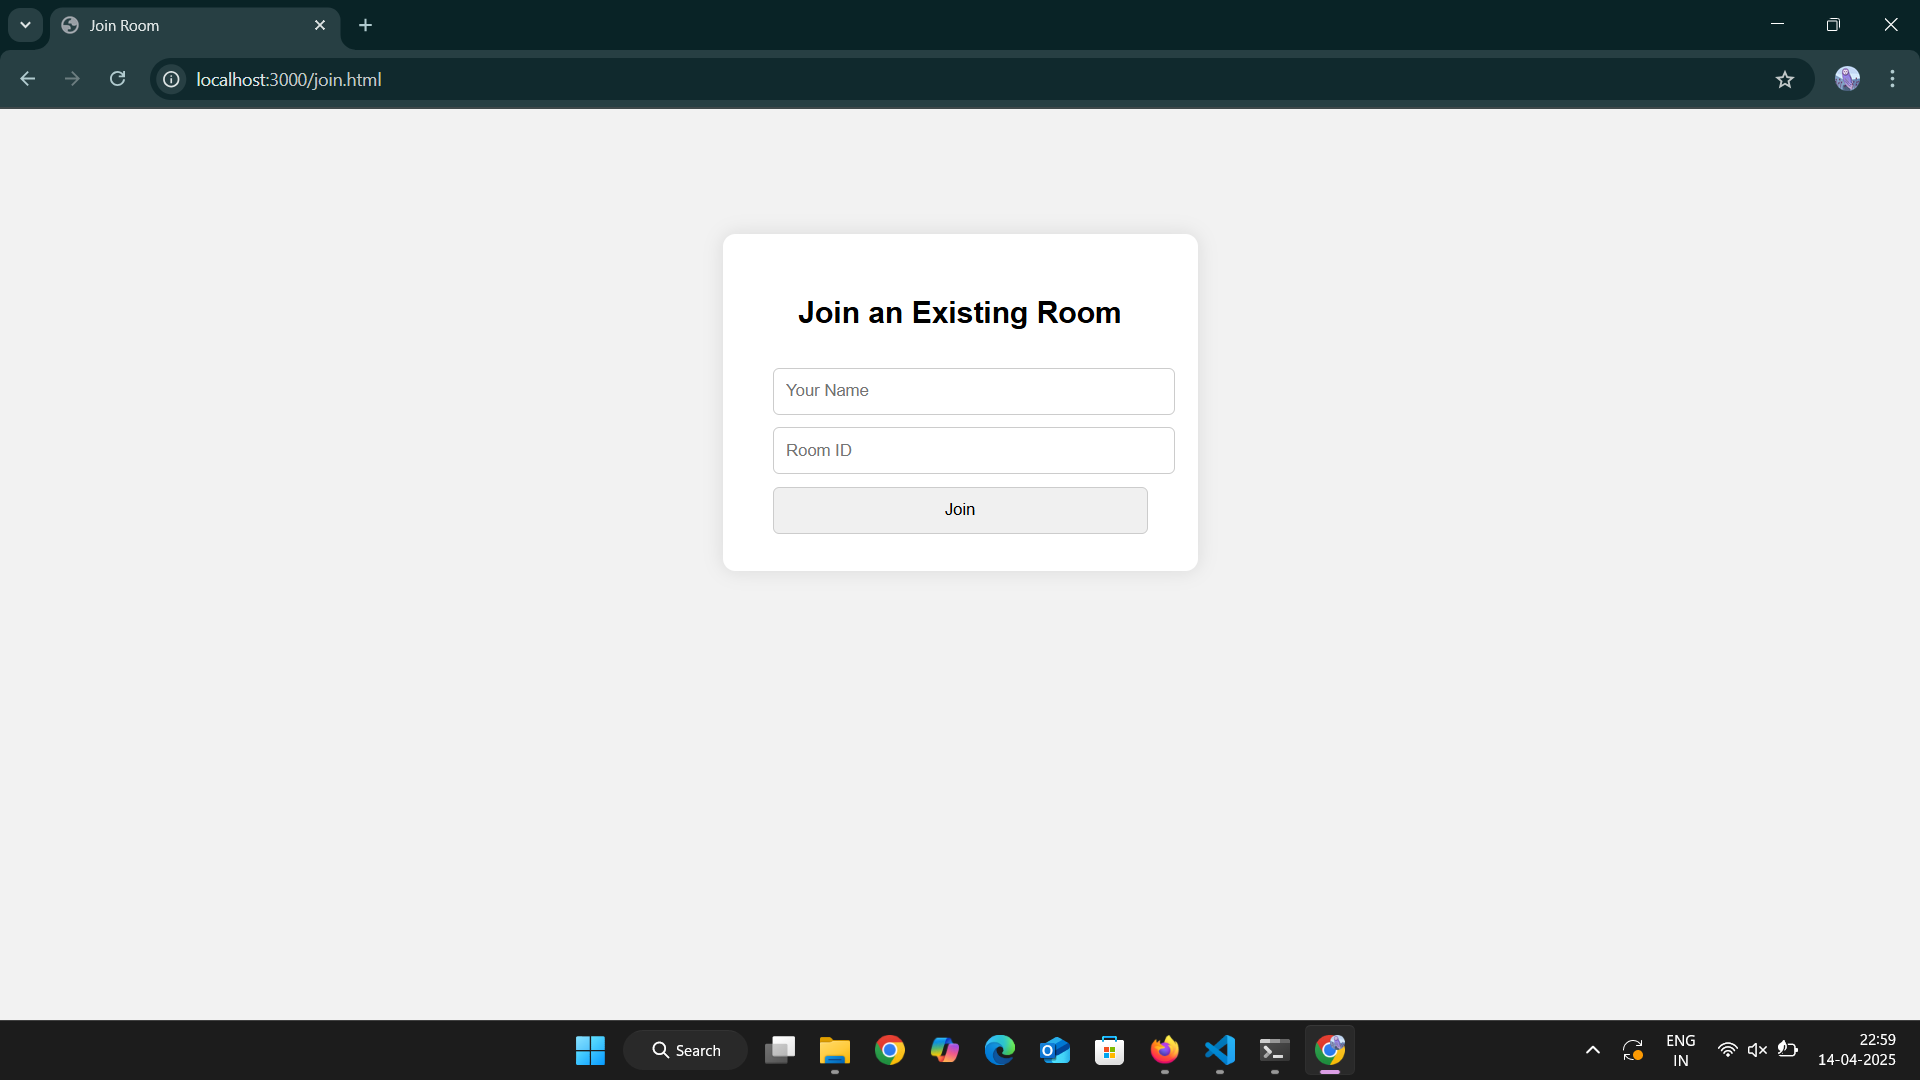 Join Room
localhost:3000/join.html
Join an Existing Room
Your Name
Room ID
Join
Search
ENG
IN
22:59
14-04-2025